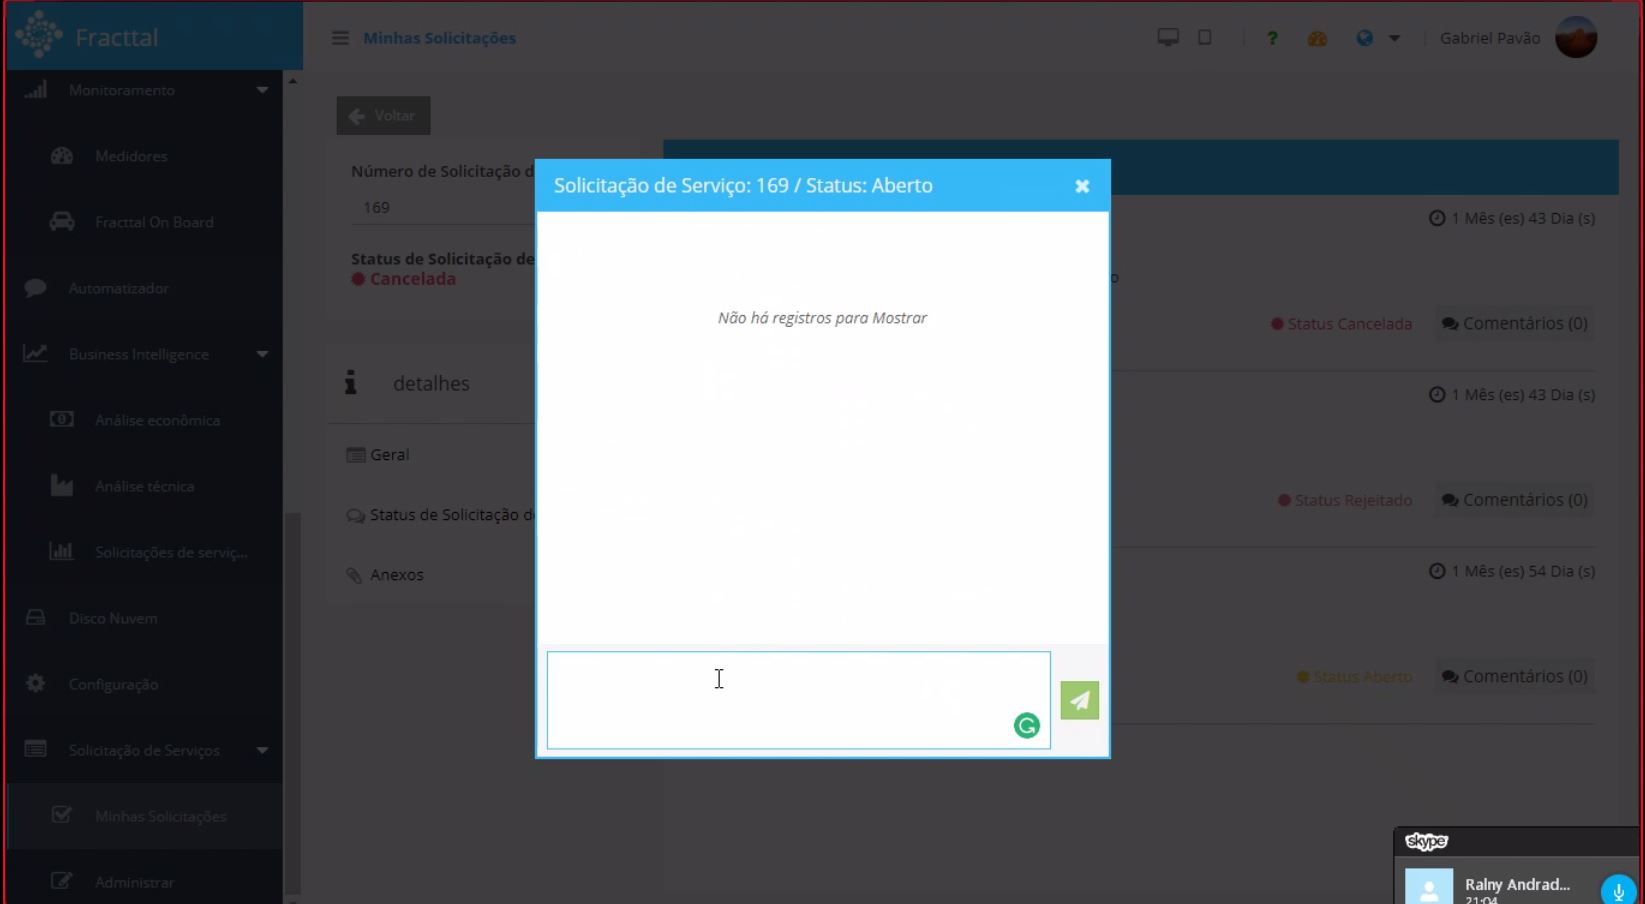 Fracttal
Minhas Solicitações
?
Gabriel Pavão
Monitoramento
Medidores
Fracttal On Board
Automatizador
Business Intelligence
Análise econômica
Análise técnica
Solicitações de serviç...
Disco Nuvem
Configuração
Solicitação de Serviços
Minhas Solicitações
Administrar
Voltar
Número de Solicitação d
169
Status de Solicitação de
Cancelada
detalhes
Geral
Status de Solicitação d
Anexos
Solicitação de Serviço: 169 / Status: Aberto
Não há registros para Mostrar
1 Mês (es) 43 Dia (s)
o
Status Cancelada
Comentários (0)
1 Mês (es) 43 Dia (s)
Status Rejeitado
Comentários (0)
1 Mês (es) 54 Dia (s)
Status Aberto
Comentários (0)
skype
Ralny Andrad...
21:04